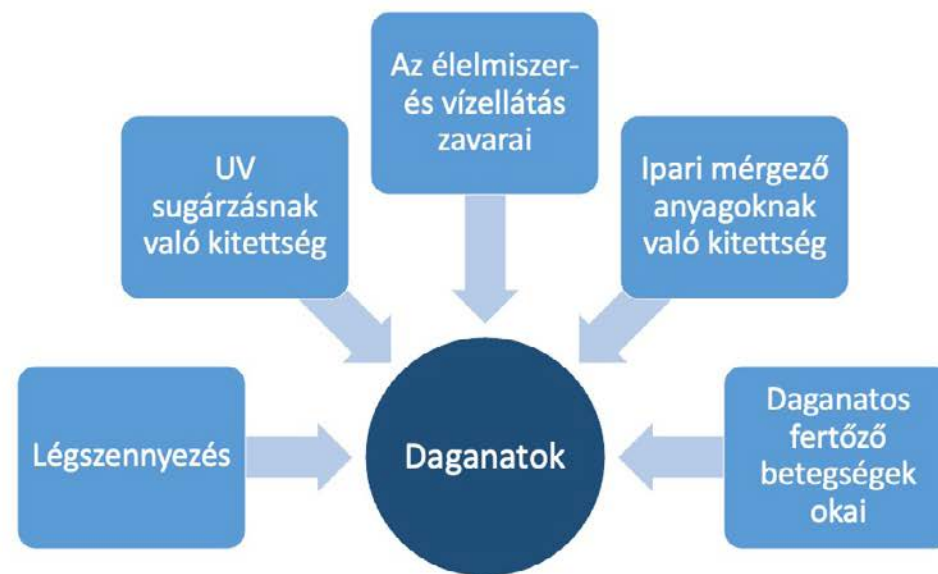 Az élelmiszer-
és vízellátás
zavarai
UV
sugárzásnak
való kitettség
Ipari mérgező
anyagoknak
való kitettség
Légszennyezés
Daganatok
Daganatos
fertőző
betegségek
okai